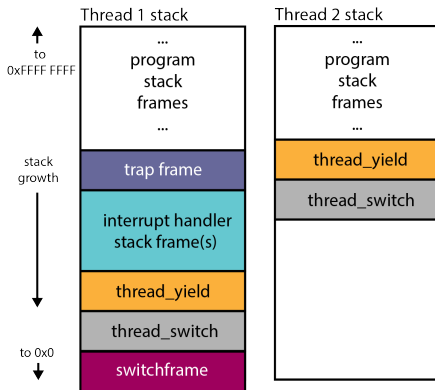 Thread 1 stack
Thread 2 stack
to
0xFFFF FFFF
stack
growth
to 0x0
...
program
stack
frames
...
trap frame
interrupt handler
stack frame(s)
thread_yield
thread_switch
switchframe
...
program
stack
frames
...
thread_yield
thread_switch